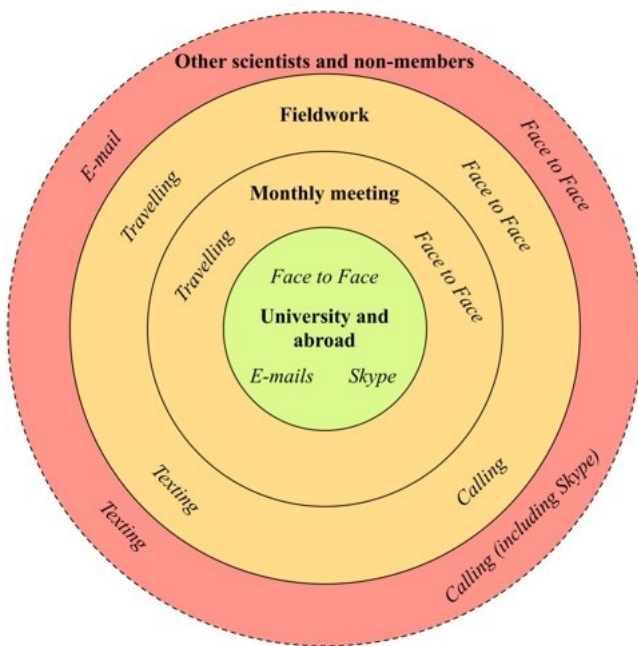 Other scientists and non-members
Fieldwork
E-mail
Face to Face
Travelling
Face to Face
Monthly meeting
Travelling
Face to Face
Face to Face
University and
abroad
E-mails Skype
Texting
Calling
Texting
Calling (including Skype)